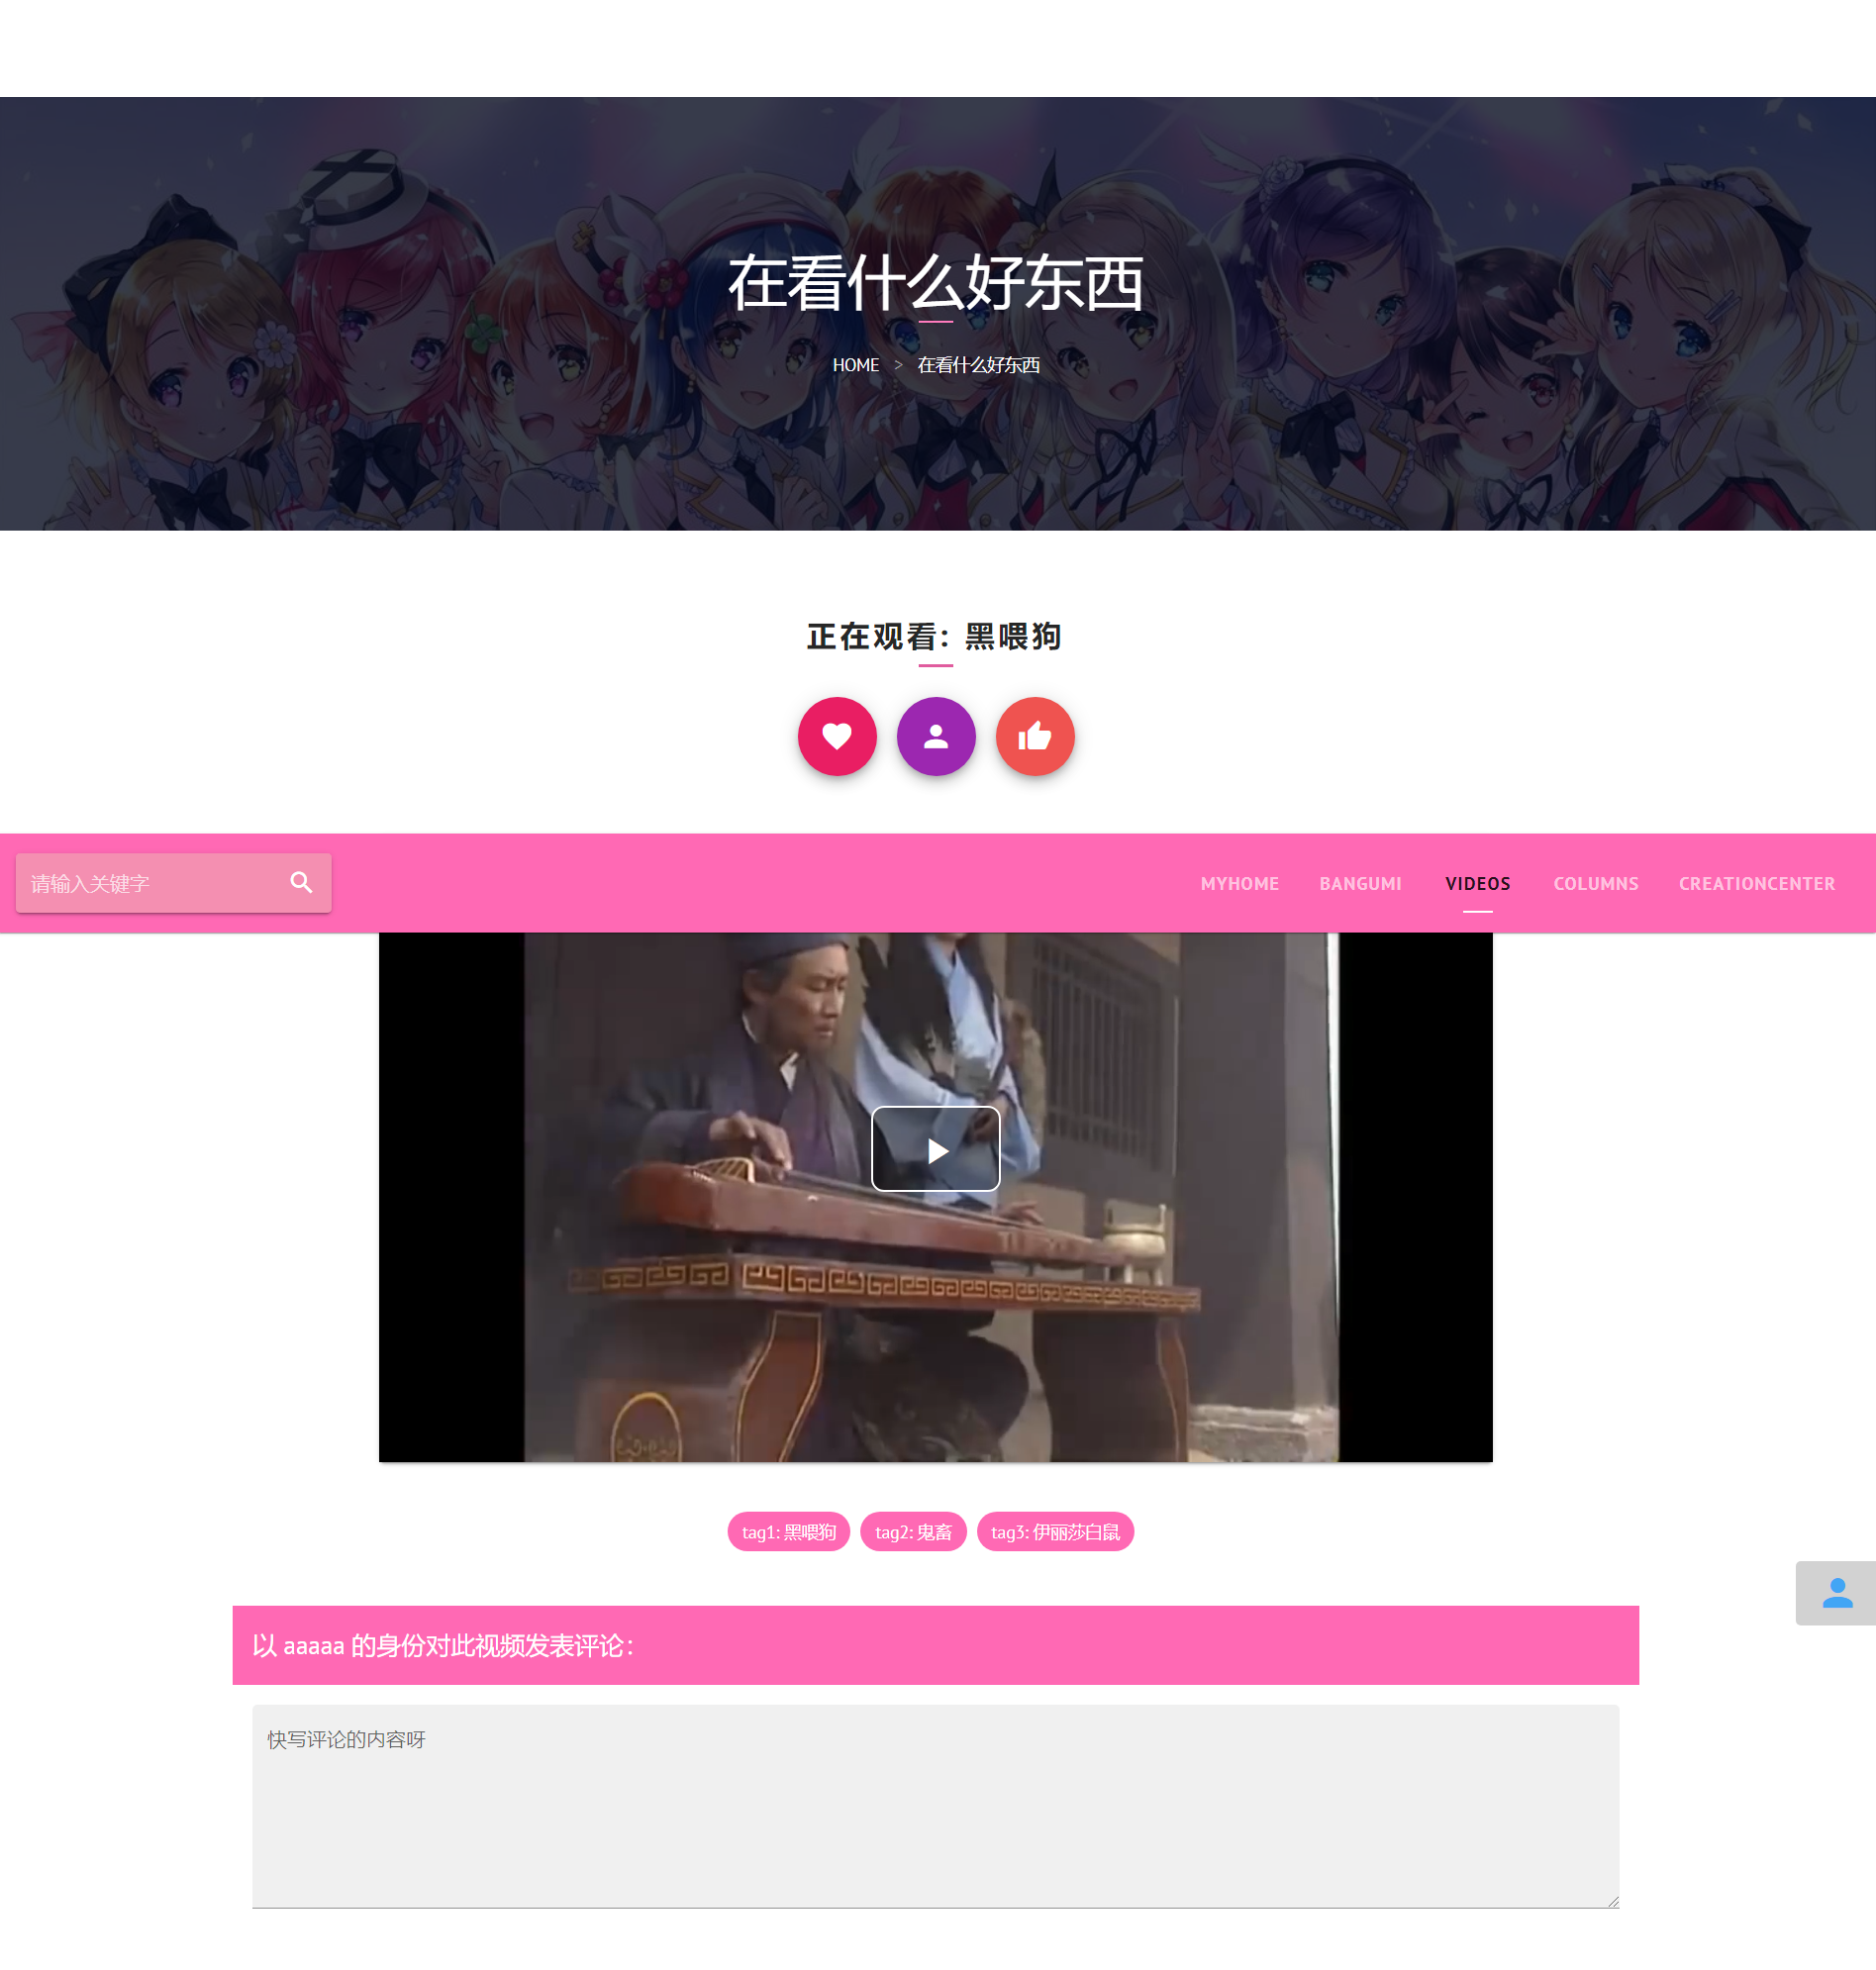 在看什么好东西
HOME > 在看什么好东西
正在观看: 黑喂狗
请输入关键字
MYHOME BANGUMI VIDEOS COLUMNS CREATIONCENTER
tag1: 黑喂狗 tag2: 鬼畜 tag3: 伊丽莎白鼠
以 aaaaa 的身份对此视频发表评论：
快写评论的内容呀